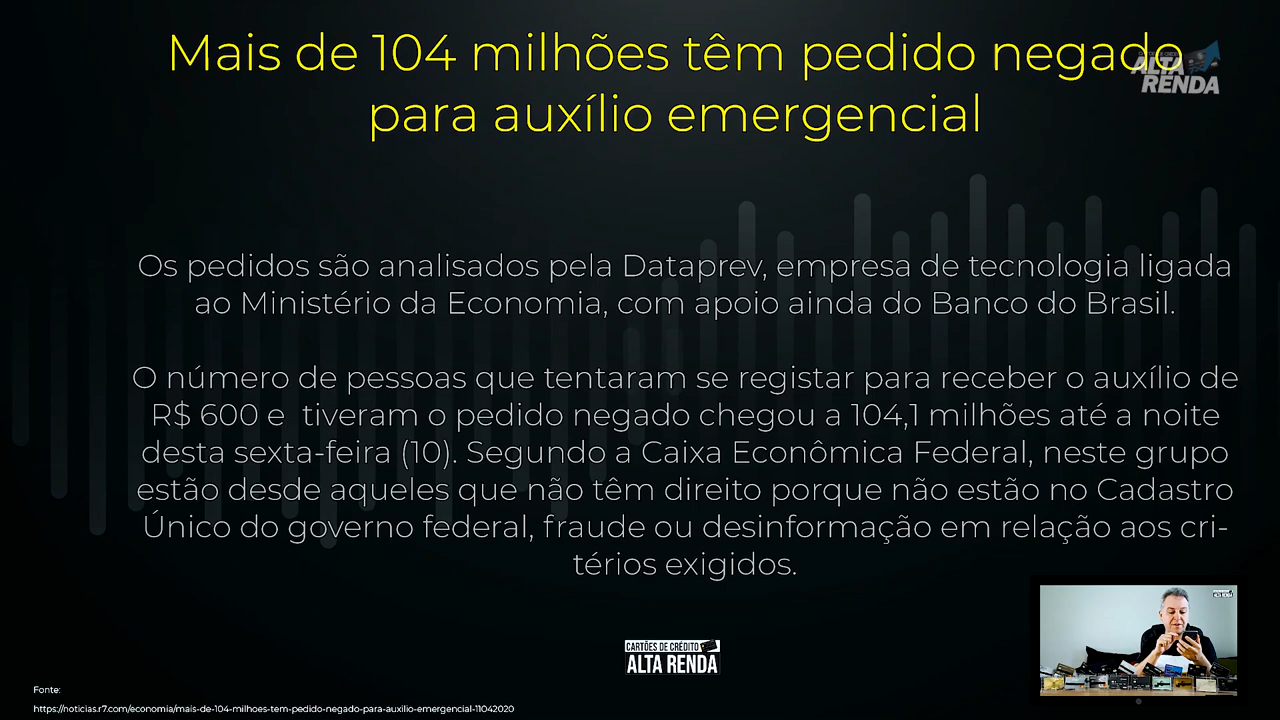 Mais de 104 milhões têm pedido negado
para auxílio emergencial
ALTA
RENDA
Os pedidos são analisados pela Dataprev, empresa de tecnologia ligada
ao Ministério da Economia, com apoio ainda do Banco do Brasil.
O número de pessoas que tentaram se registar para receber o auxílio de
R$ 600 e tiveram o pedido negado chegou a 104,1 milhões até a noite
desta sexta-feira (10). Segundo a Caixa Econômica Federal, neste grupo
estão desde aqueles que não têm direito porque não estão no Cadastro
Único do governo federal, fraude ou desinformação em relação aos cri-
térios exigidos.
ALTA RENDA
CARTÕES DE CRÉDITO
ALTA RENDA
Fonte:
https://noticias.r7.com/economia/mais-de-104-milhoes-tem-pedido-negado-para-auxilio-emergencial-11042020